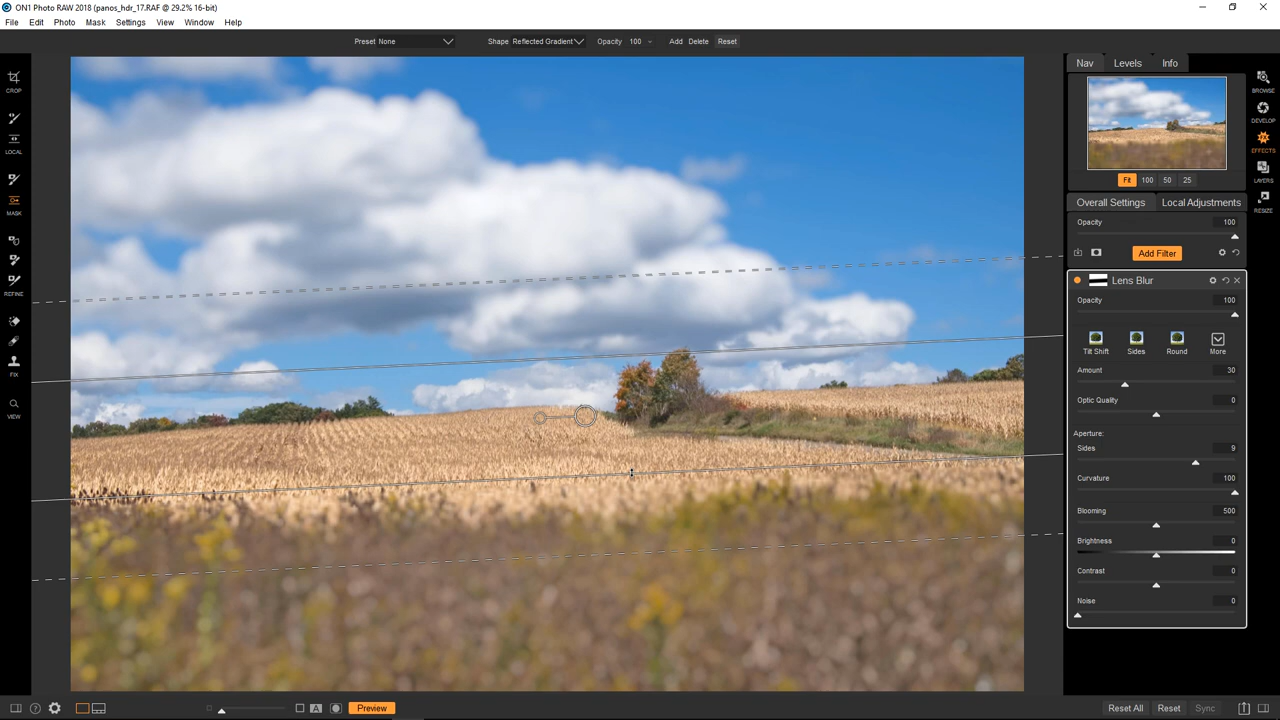 ON1 Photo RAW 2018 (panos_hdr_17.RAF @ 29.2% 16-bit)
File Edit Photo Mask Settings View Window Help
Preset None Shape Reflected Gradient Opacity 100 Add Delete Reset
CROP
LOCAL
MASK
REFINE
FIX
VIEW
Nav Levels Info
Fit 100 50 25
Overall Settings Local Adjustments
Opacity 100
Add Filter
Lens Blur
Opacity 100
Tilt Shift Sides Round More
Amount 30
Optic Quality 0
Aperture:
Sides 9
Curvature 100
Blooming 500
Brightness 0
Contrast 0
Noise 0
BROWSE
DEVELOP
EFFECTS
LAYERS
RESIZE
? A Preview Reset All Reset Sync